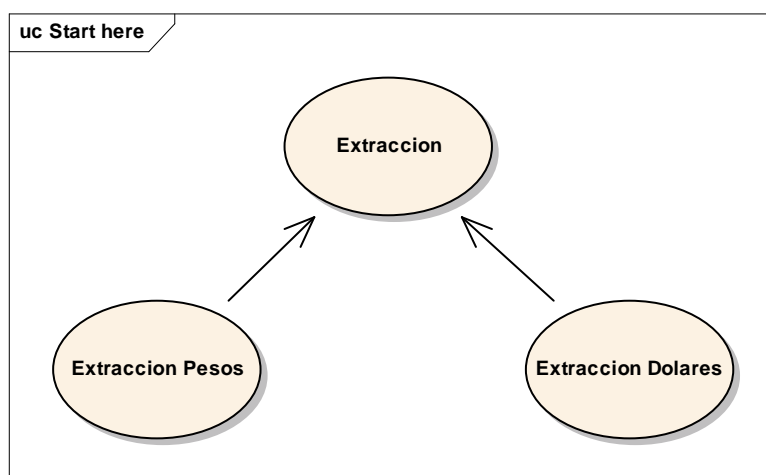 uc Start here
Extraccion
Extraccion Pesos
Extraccion Dolares